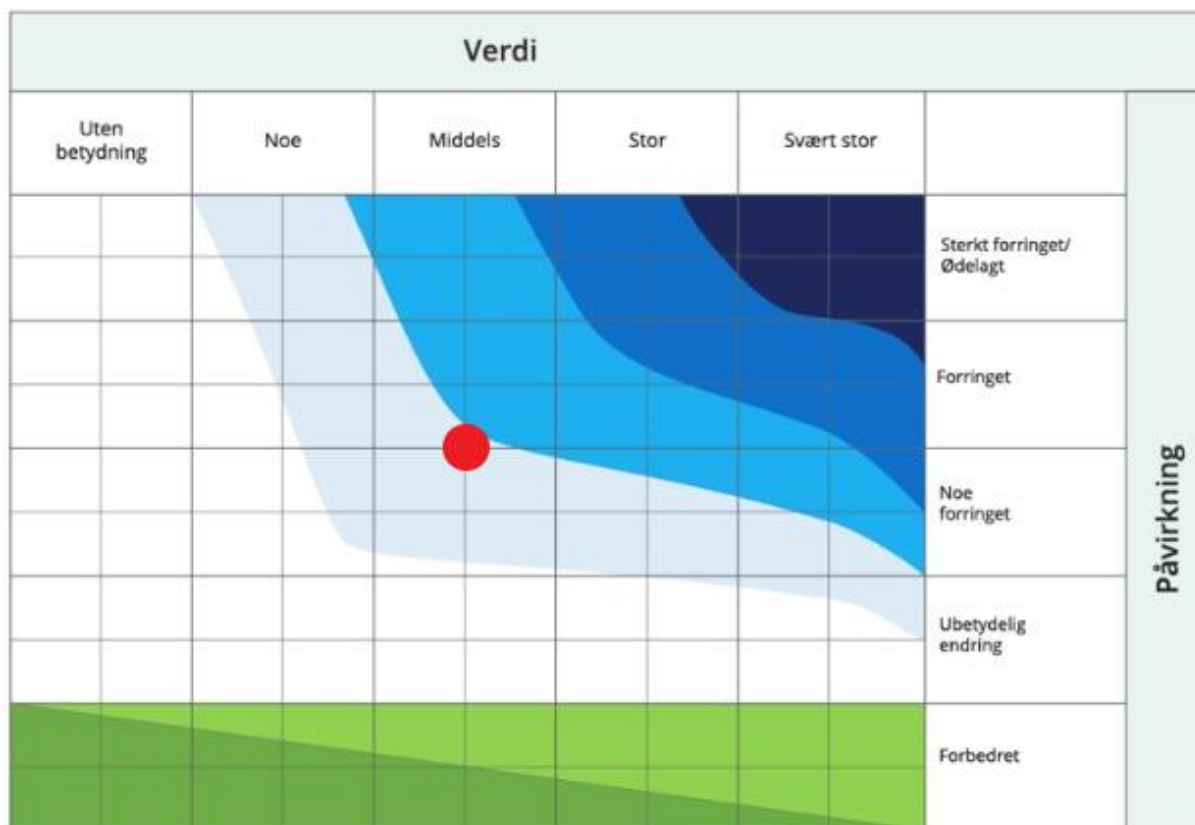 Verdi
Uten
betydning
Noe
Middels
Stor
Svært stor
Sterkt forringet/
Ødelagt
Forringet
Noe
forringet
Ubetydelig
endring
Forbedret
Påvirkning